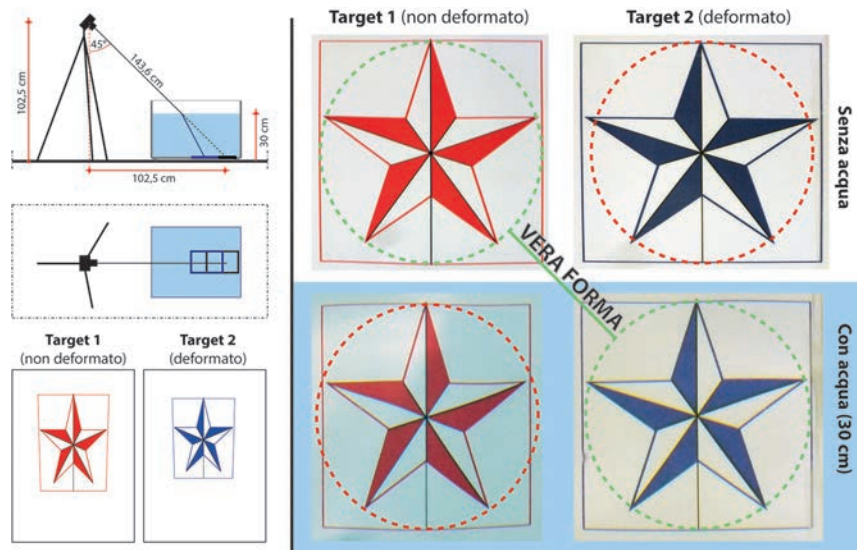 45°
143,6 cm
102,5 cm
30 cm
102,5 cm
Target 1
(non deformato)
Target 2
(deformato)
Target 1 (non deformato)
Target 2 (deformato)
Senza acqua
VERA FORMA
Con acqua (30 cm)